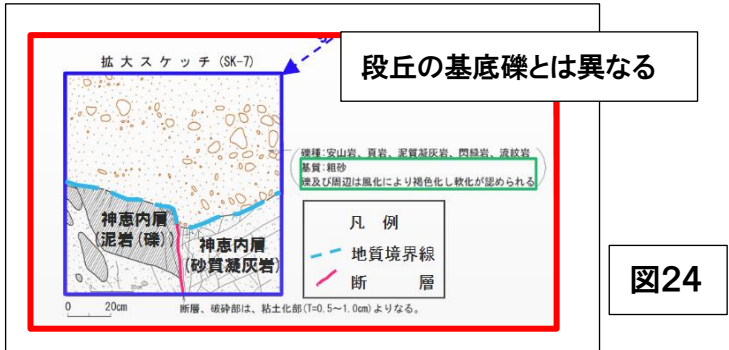 段丘の基底礫とは異なる
拡大スケッチ (SK-7)
礫種:安山岩、頁岩、泥質凝灰岩、閃緑岩、流紋岩
基質:粗砂
礫及び周辺は風化により褐色化し軟化が認められる
神恵内層
(泥岩(礫))
神恵内層
(砂質凝灰岩)
凡 例
地質境界線
断 層
0 20cm
断層、破砕部は、粘土化部(T=0.5~1.0cm)よりなる。
図24